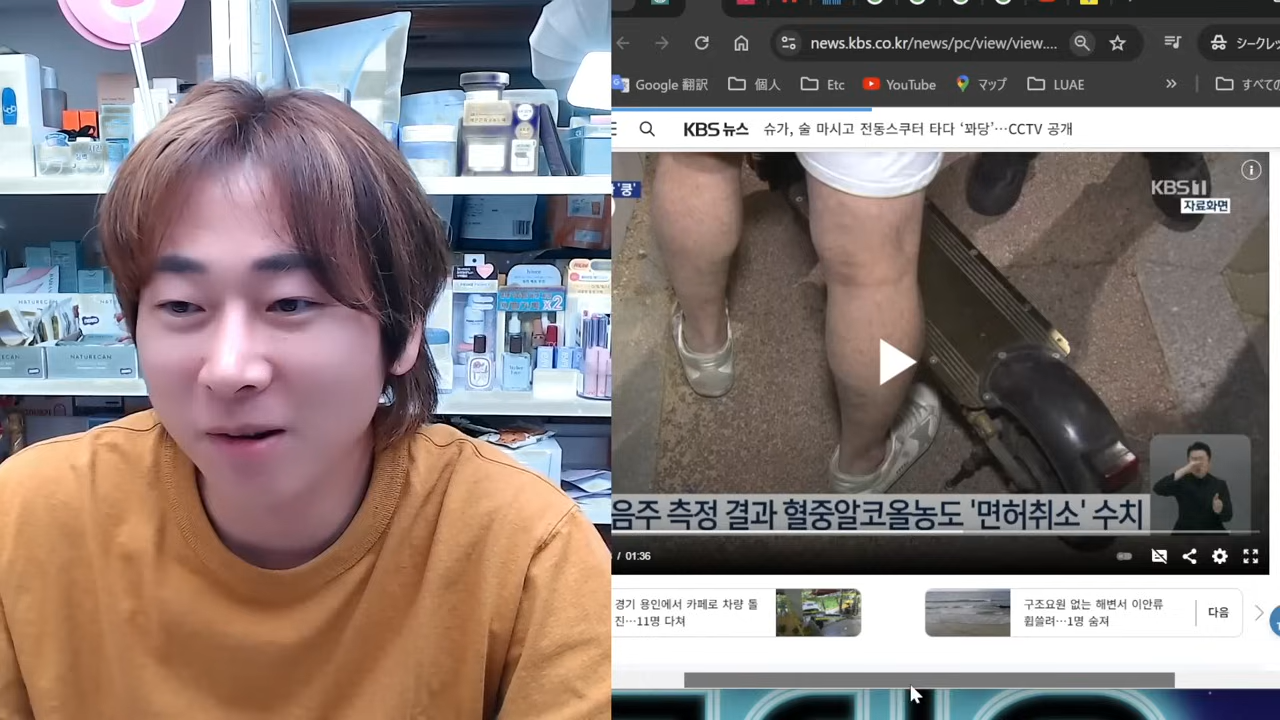 news.kbs.co.kr/news/pc/view/view....
シークレッ
Google 翻訳
個人
Etc
YouTube
マップ
LUAE
»
すべての
KBS 뉴스
슈가, 술 마시고 전동스쿠터 타다 ‘꽈당’…CCTV 공개
'쿵'
KBS 1
자료화면
NATURECAN
NATURECAN
x2
음주 측정 결과 혈중알코올농도 '면허취소' 수치
/ 01:36
경기 용인에서 카페로 차량 돌
진…11명 다쳐
구조요원 없는 해변서 이안류
휩쓸려…1명 숨져
다음